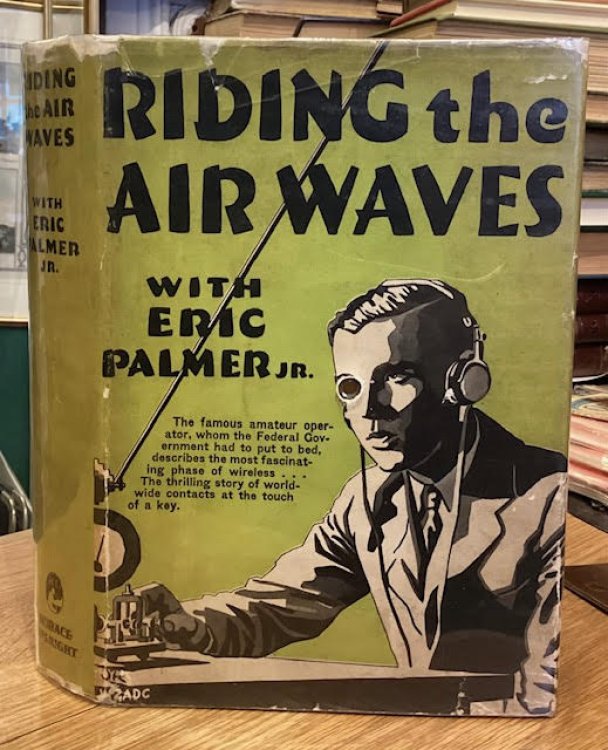 RIDING
the AIR
WAVES
WITH
ERIC
PALMER
JR.
HORACE
LIVERIGHT
RIDING the
AIR WAVES
WITH
ERIC
PALMER JR.
The famous amateur oper-
ator, whom the Federal Gov-
ernment had to put to bed,
describes the most fascinat-
ing phase of wireless . . .
The thrilling story of world-
wide contacts at the touch
of a key.
W2ADC